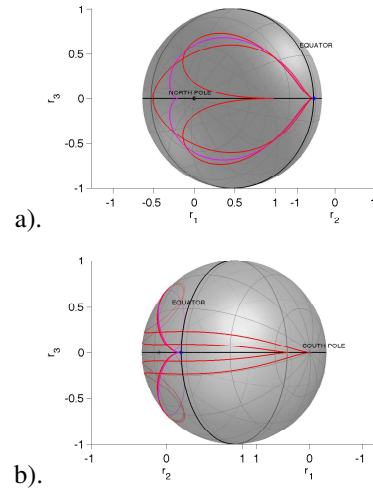 1
EQUATOR
0.5
r3
NORTH POLE
0
-0.5
-1
-1 -0.5 0 0.5 1 -1 0 1
r1 r2
a).
1
EQUATOR
0.5
r3
SOUTH POLE
0
-0.5
-1
-1 0 1 1 0 -1
r2 r1
b).